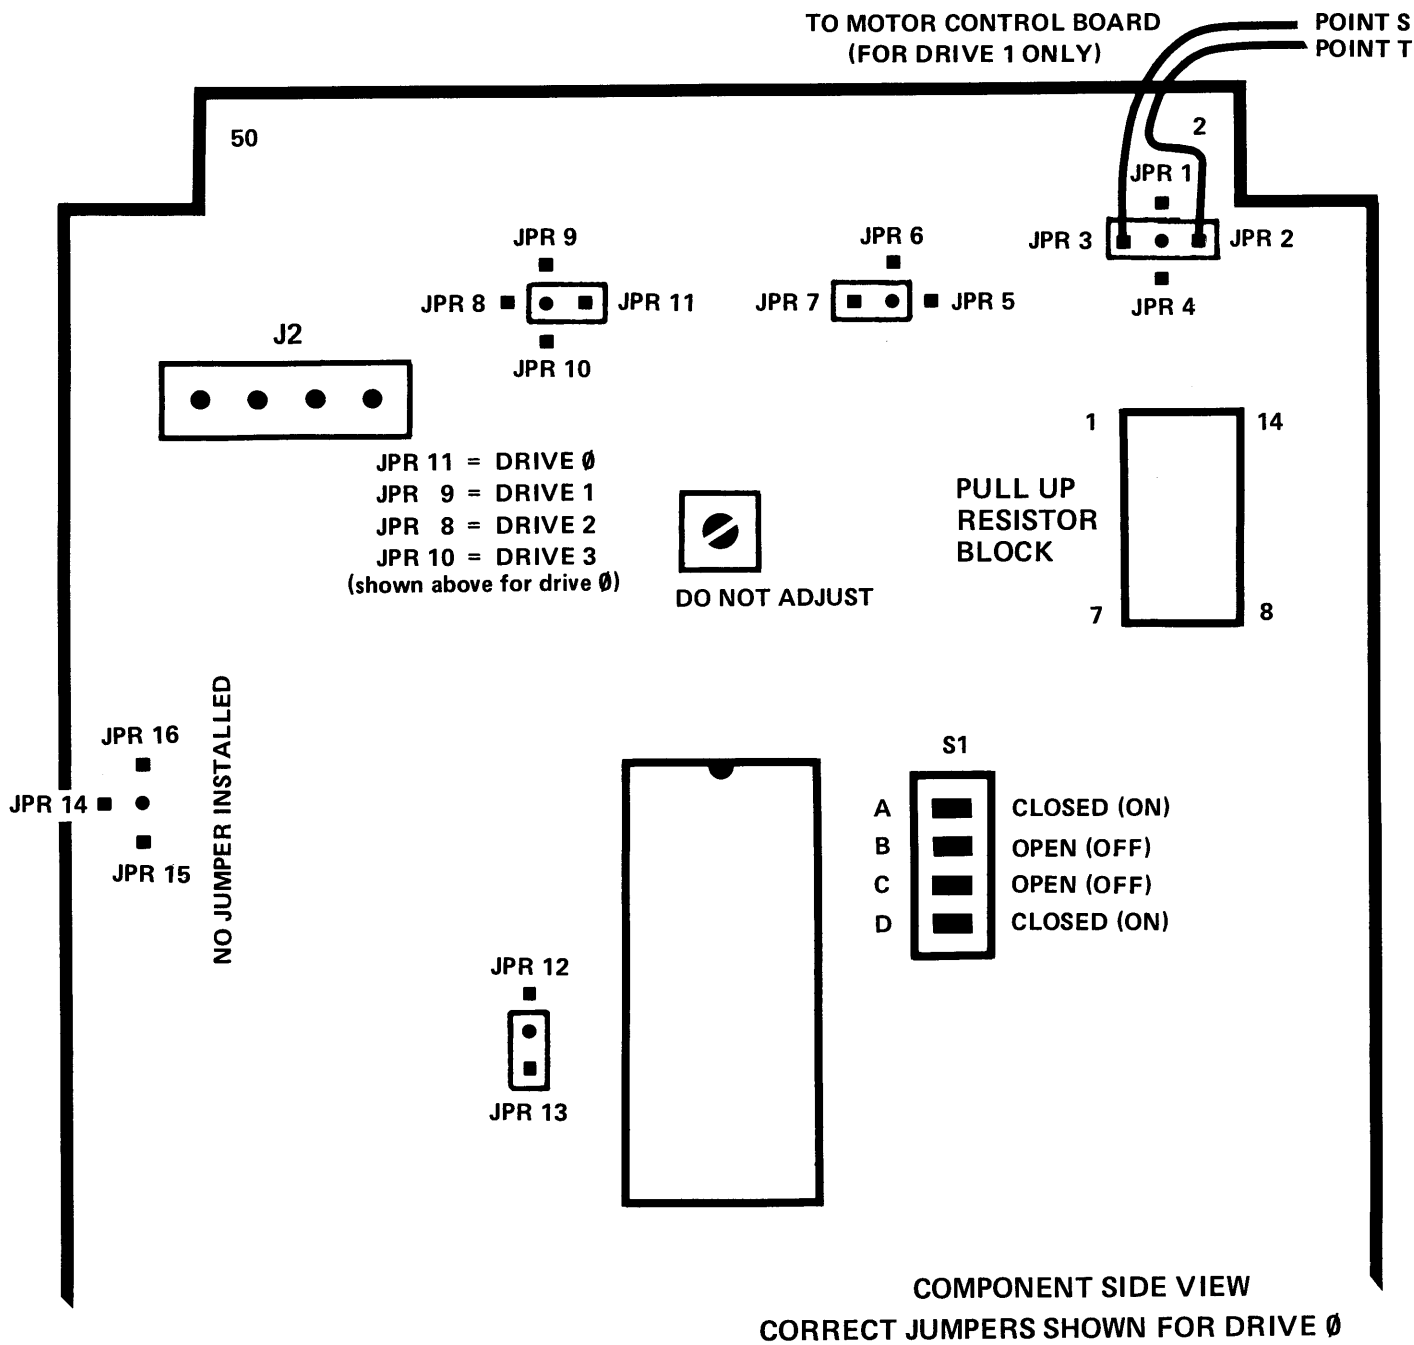 TO MOTOR CONTROL BOARD
(FOR DRIVE 1 ONLY)
POINT S
POINT T
50
2
JPR 1
JPR 3
JPR 2
JPR 4
JPR 9
JPR 8
JPR 11
JPR 10
JPR 6
JPR 7
JPR 5
J2
JPR 11 = DRIVE Ø
JPR 9 = DRIVE 1
JPR 8 = DRIVE 2
JPR 10 = DRIVE 3
(shown above for drive Ø)
DO NOT ADJUST
1
14
PULL UP
RESISTOR
BLOCK
7
8
JPR 16
JPR 14
JPR 15
NO JUMPER INSTALLED
S1
A CLOSED (ON)
B OPEN (OFF)
C OPEN (OFF)
D CLOSED (ON)
JPR 12
JPR 13
COMPONENT SIDE VIEW
CORRECT JUMPERS SHOWN FOR DRIVE Ø